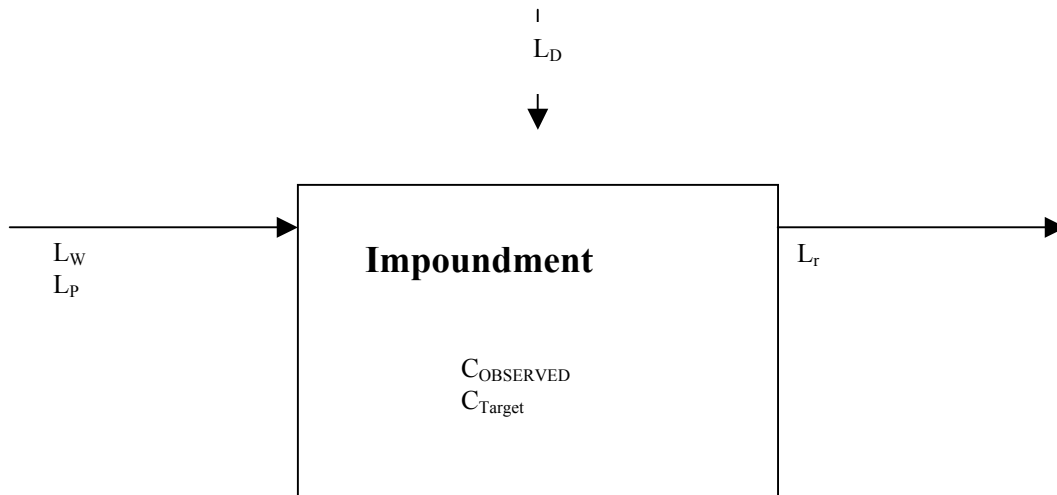 L_D
L_W
L_P
Impoundment
L_r
C_OBSERVED
C_Target